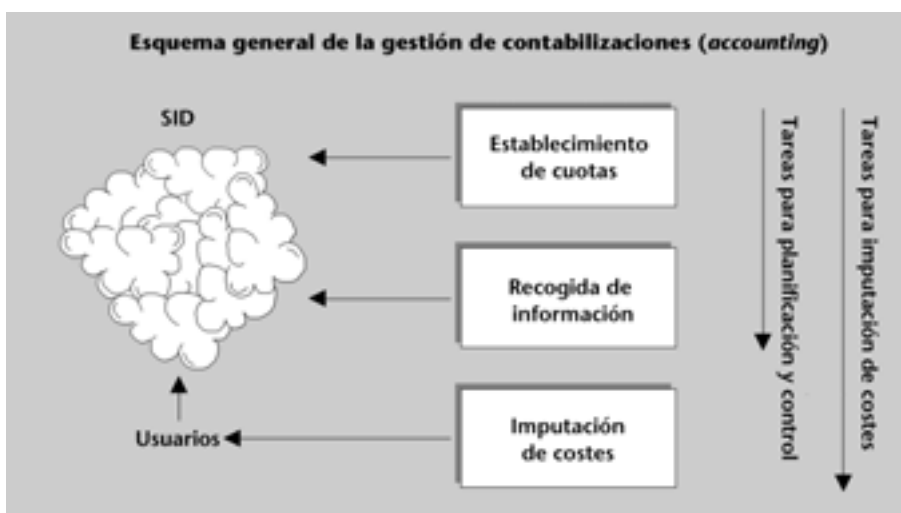 Esquema general de la gestión de contabilizaciones (accounting)
SID
Establecimiento
de cuotas
Recogida de
información
Imputación
de costes
Usuarios
Tareas para planificación y control
Tareas para imputación de costes